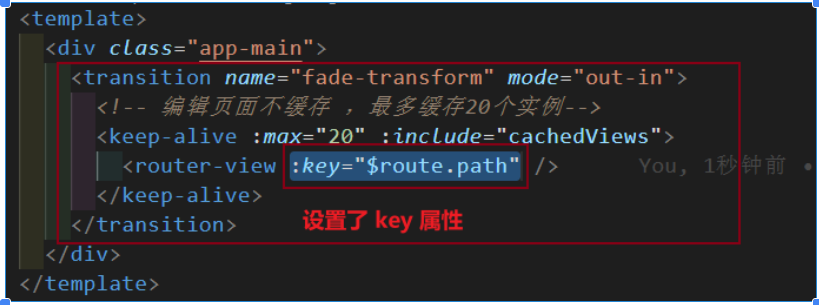 <template>
<div class="app-main">
<transition name="fade-transform" mode="out-in">
<!-- 编辑页面不缓存 ，最多缓存20个实例-->
<keep-alive :max="20" :include="cachedViews">
<router-view :key="$route.path" /> You, 1秒钟前 •
</keep-alive>
</transition>
设置了 key 属性
</div>
</template>